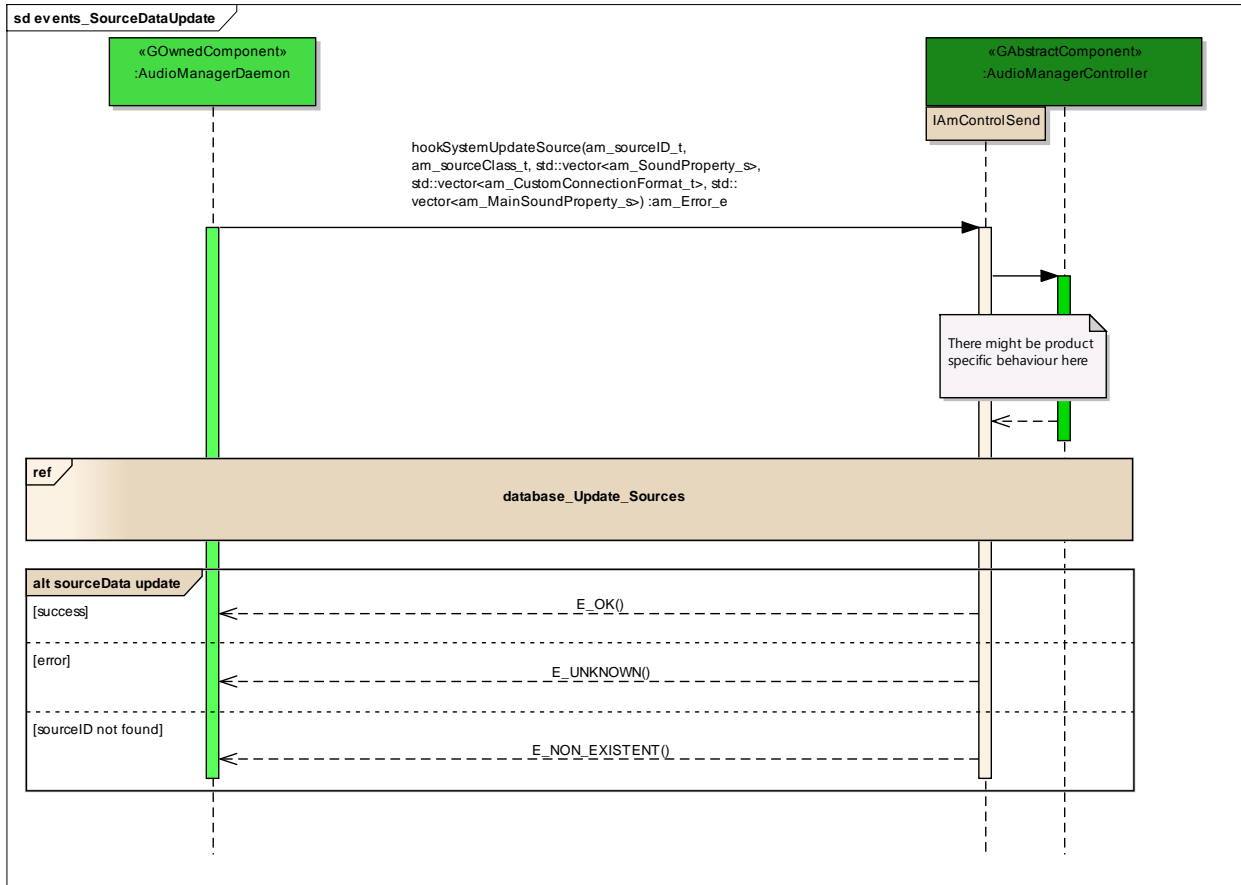 sd events_SourceDataUpdate
«GOwnedComponent»
:AudioManagerDaemon
«GAbstractComponent»
:AudioManagerController
IAmControlSend
hookSystemUpdateSource(am_sourceID_t,
am_sourceClass_t, std::vector<am_SoundProperty_s>,
std::vector<am_CustomConnectionFormat_t>, std::
vector<am_MainSoundProperty_s>) :am_Error_e
There might be product
specific behaviour here
ref
database_Update_Sources
alt sourceData update
[success]
E_OK()
[error]
E_UNKNOWN()
[sourceID not found]
E_NON_EXISTENT()